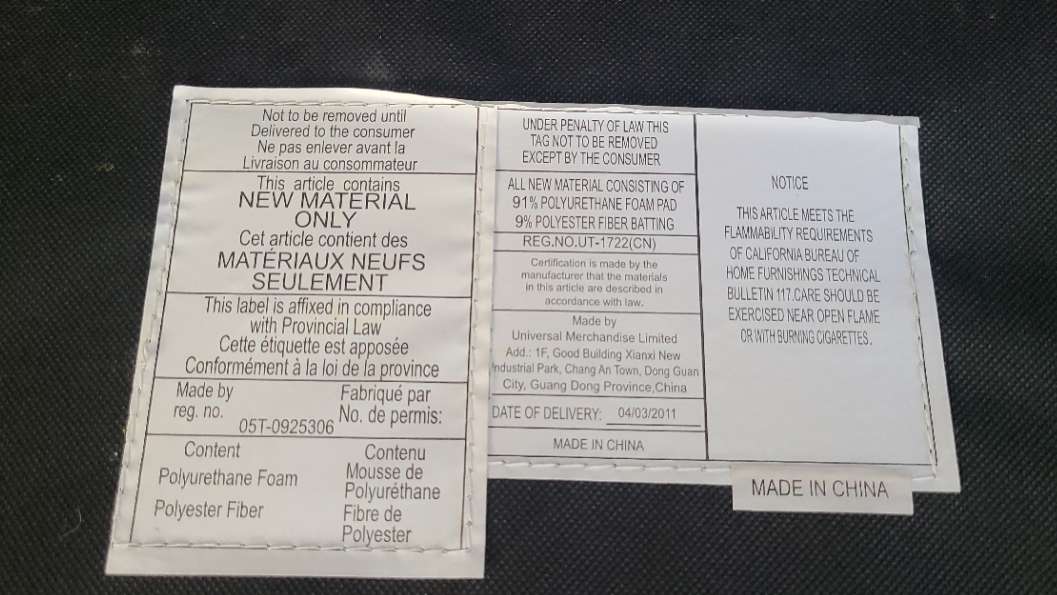 Not to be removed until
Delivered to the consumer
Ne pas enlever avant la
Livraison au consommateur
This article contains
NEW MATERIAL
ONLY
Cet article contient des
MATÉRIAUX NEUFS
SEULEMENT
This label is affixed in compliance
with Provincial Law
Cette étiquette est apposée
Conformément à la loi de la province
Made by Fabriqué par
reg. no. No. de permis:
05T-0925306
Content Contenu
Polyurethane Foam Mousse de
Polyuréthane
Polyester Fiber Fibre de
Polyester
UNDER PENALTY OF LAW THIS
TAG NOT TO BE REMOVED
EXCEPT BY THE CONSUMER
ALL NEW MATERIAL CONSISTING OF
91% POLYURETHANE FOAM PAD
9% POLYESTER FIBER BATTING
REG.NO.UT-1722(CN)
Certification is made by the
manufacturer that the materials
in this article are described in
accordance with law.
Made by
Universal Merchandise Limited
Add.: 1F, Good Building Xianxi New
Industrial Park, Chang An Town, Dong Guan
City, Guang Dong Province,China
DATE OF DELIVERY: 04/03/2011
MADE IN CHINA
NOTICE
THIS ARTICLE MEETS THE
FLAMMABILITY REQUIREMENTS
OF CALIFORNIA BUREAU OF
HOME FURNISHINGS TECHNICAL
BULLETIN 117.CARE SHOULD BE
EXERCISED NEAR OPEN FLAME
OR WITH BURNING CIGARETTES.
MADE IN CHINA